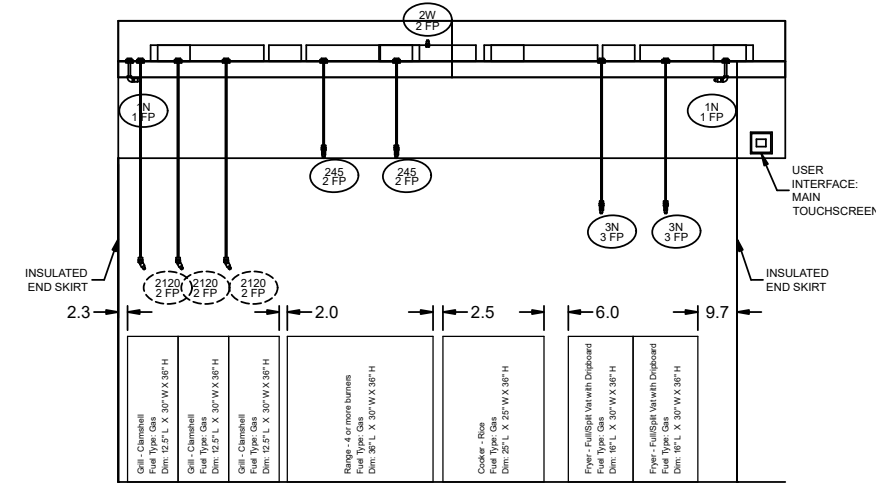 2W
2 FP
1N
1 FP
1N
1 FP
245
2 FP
245
2 FP
USER
INTERFACE:
MAIN
TOUCHSCREEN
3N
3 FP
3N
3 FP
INSULATED
END SKIRT
2120
2 FP
2120
2 FP
2120
2 FP
INSULATED
END SKIRT
2.3
2.0
2.5
6.0
9.7
Grill - Clamshell
Fuel Type: Gas
Dim: 12.5" L X 30" W X 36" H
Grill - Clamshell
Fuel Type: Gas
Dim: 12.5" L X 30" W X 36" H
Grill - Clamshell
Fuel Type: Gas
Dim: 12.5" L X 30" W X 36" H
Range - 4 or more burners
Fuel Type: Gas
Dim: 36" L X 30" W X 36" H
Cooker - Rice
Fuel Type: Gas
Dim: 25" L X 25" W X 36" H
Fryer - Full/Split Vat with Dripboard
Fuel Type: Gas
Dim: 16" L X 30" W X 36" H
Fryer - Full/Split Vat with Dripboard
Fuel Type: Gas
Dim: 16" L X 30" W X 36" H